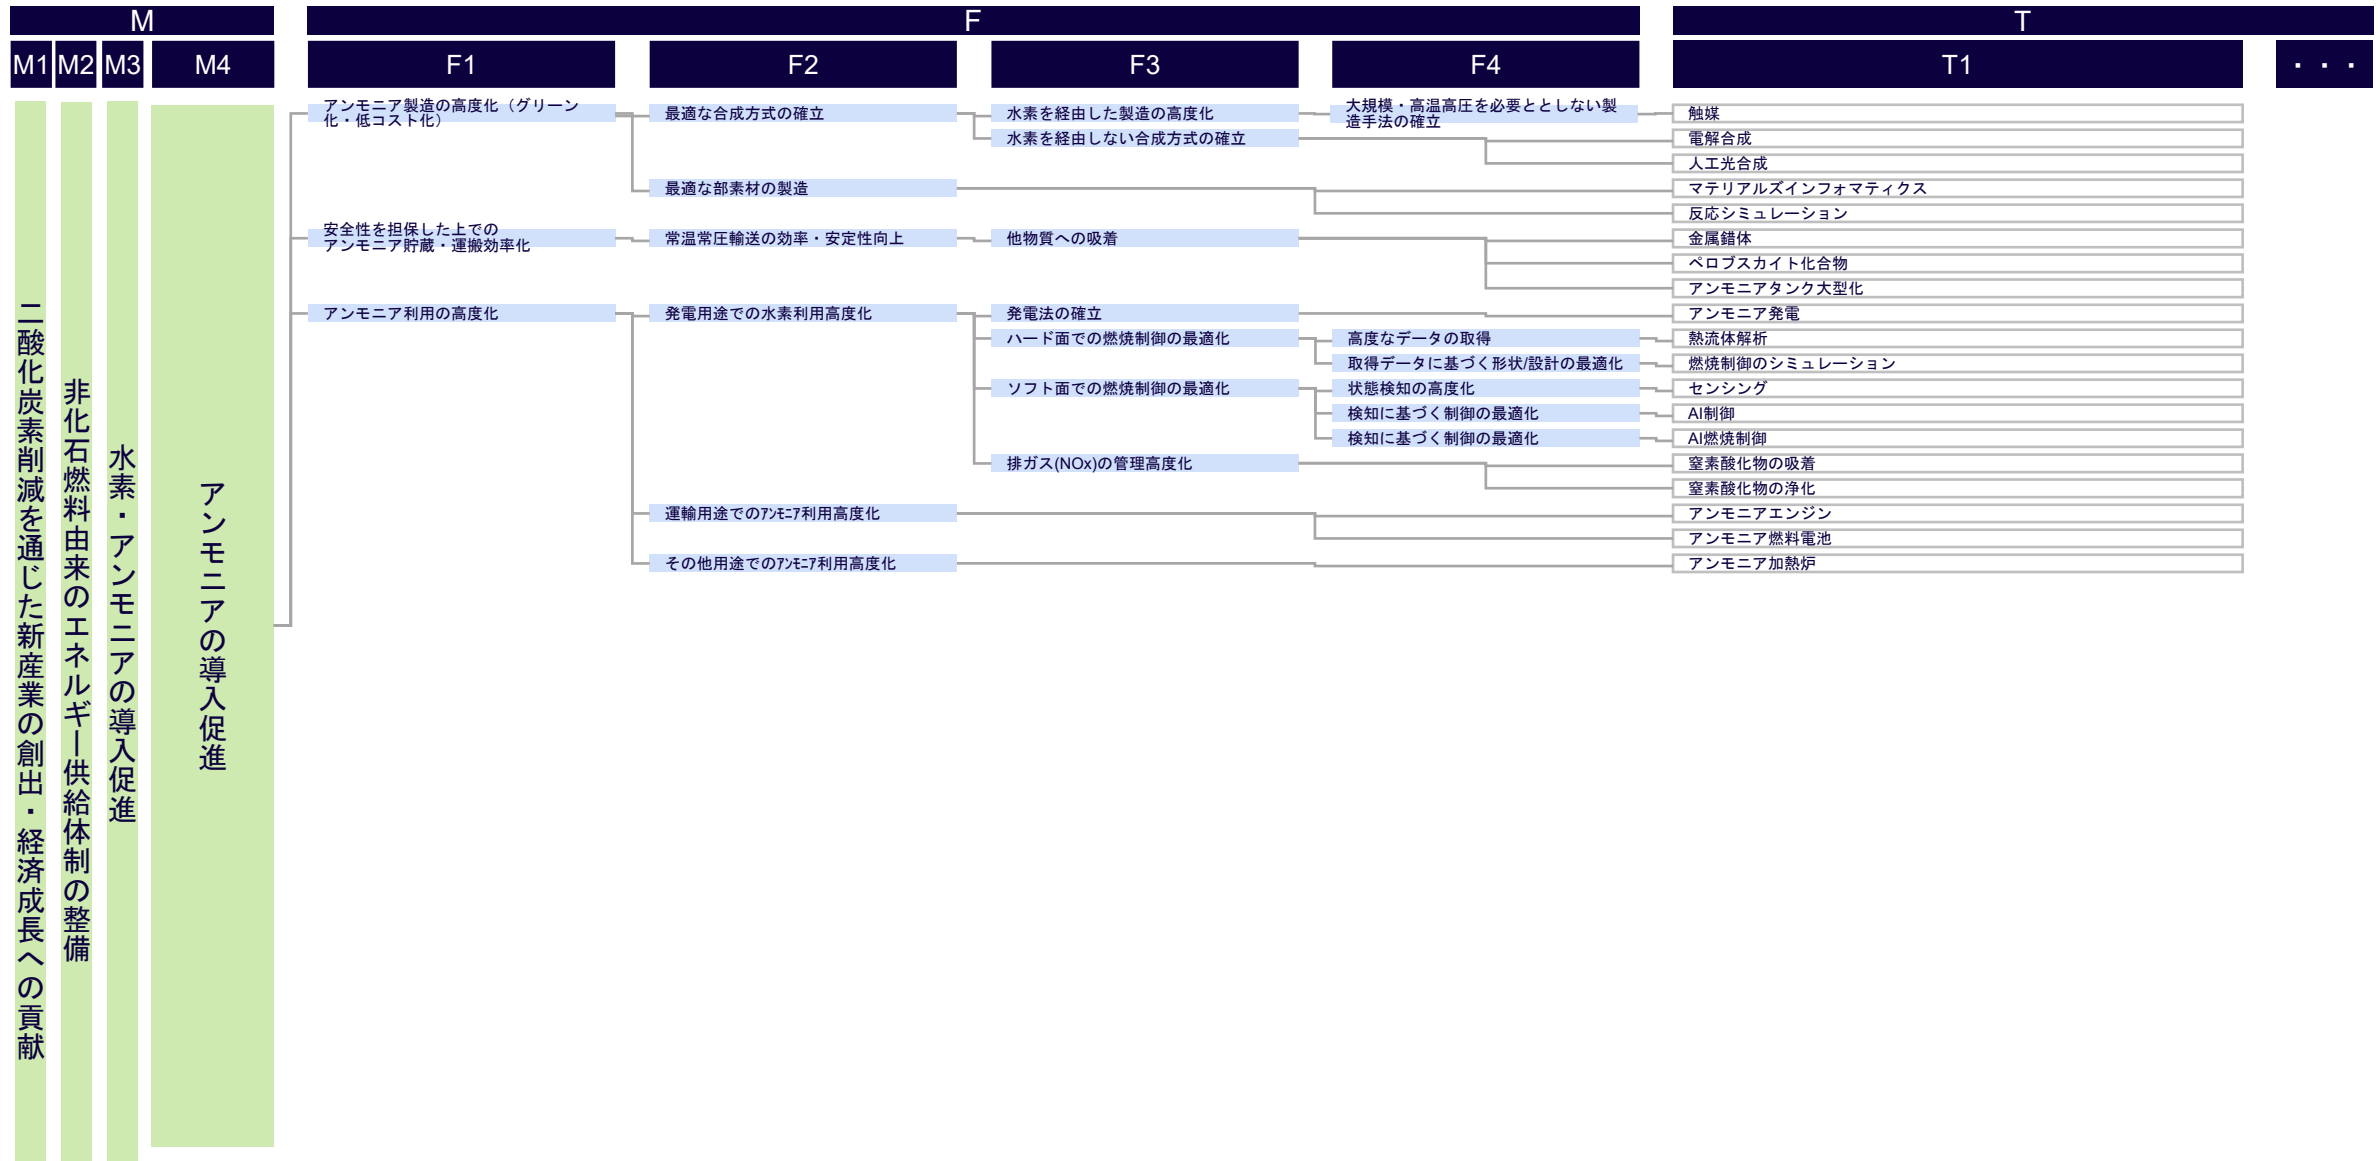 M
F
T
M1
M2
M3
M4
F1
F2
F3
F4
T1
・・・
二酸化炭素削減を通じた新産業の創出・経済成長への貢献
非化石燃料由来のエネルギー供給体制の整備
水素・アンモニアの導入促進
アンモニアの導入促進
アンモニア製造の高度化（グリーン
化・低コスト化）
最適な合成方式の確立
水素を経由した製造の高度化
大規模・高温高圧を必要ととしない製
造手法の確立
触媒
水素を経由しない合成方式の確立
電解合成
人工光合成
最適な部素材の製造
マテリアルズインフォマティクス
反応シミュレーション
安全性を担保した上での
アンモニア貯蔵・運搬効率化
常温常圧輸送の効率・安定性向上
他物質への吸着
金属錯体
ペロブスカイト化合物
アンモニアタンク大型化
アンモニア利用の高度化
発電用途での水素利用高度化
発電法の確立
アンモニア発電
ハード面での燃焼制御の最適化
高度なデータの取得
熱流体解析
取得データに基づく形状/設計の最適化
燃焼制御のシミュレーション
ソフト面での燃焼制御の最適化
状態検知の高度化
センシング
検知に基づく制御の最適化
AI制御
検知に基づく制御の最適化
AI燃焼制御
排ガス(NOx)の管理高度化
窒素酸化物の吸着
窒素酸化物の浄化
運輸用途でのｱﾝﾓﾆｱ利用高度化
アンモニアエンジン
アンモニア燃料電池
その他用途でのｱﾝﾓﾆｱ利用高度化
アンモニア加熱炉